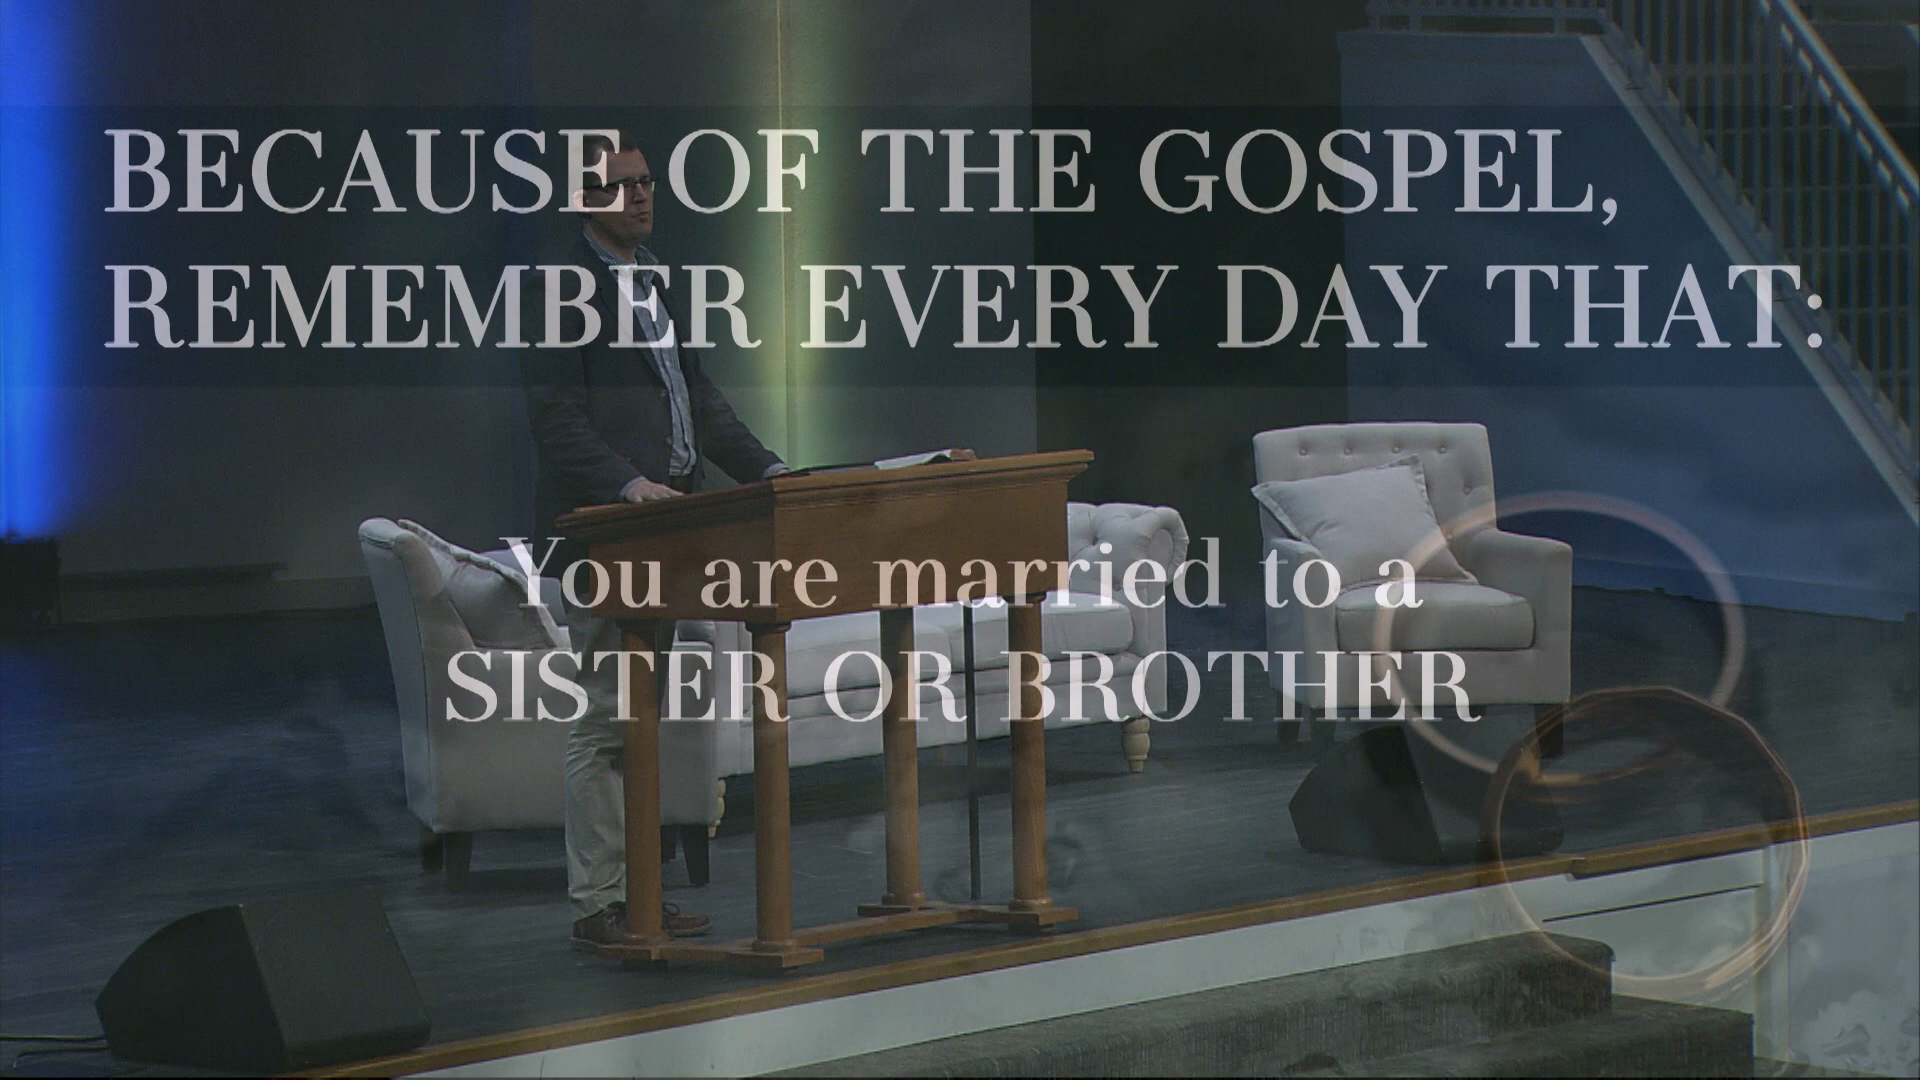 BECAUSE OF THE GOSPEL,
REMEMBER EVERY DAY THAT:
You are married to a
SISTER OR BROTHER